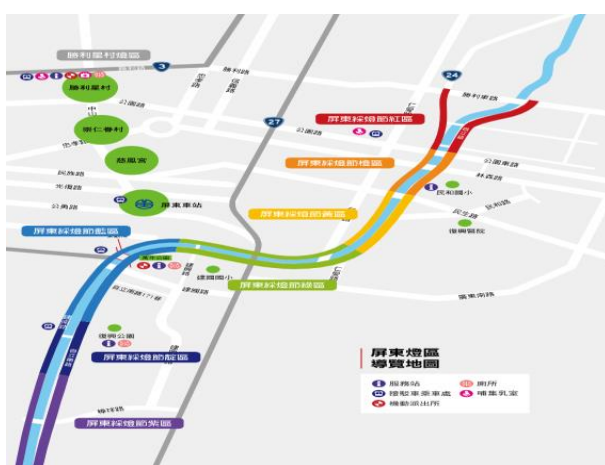 勝利星村燈區
3
24
勝利路
勝利星村
勝利東路
公園路
崇仁眷村
忠孝路
27
屏東綵燈節紅區
慈鳳宮
屏東綵燈節橙區
公園東路
林森路
民族路
光復路
民和國小
屏東車站
民生路
民和路
屏東綵燈節黃區
復興醫院
屏東綵燈節藍區
建國國小
屏東綵燈節綠區
建國路
廣東南路
復興公園
屏東燈區
導覽地圖
屏東綵燈節靛區
服務站
廁所
接駁車乘車處
哺集乳室
機動派出所
棒球路
屏東綵燈節紫區